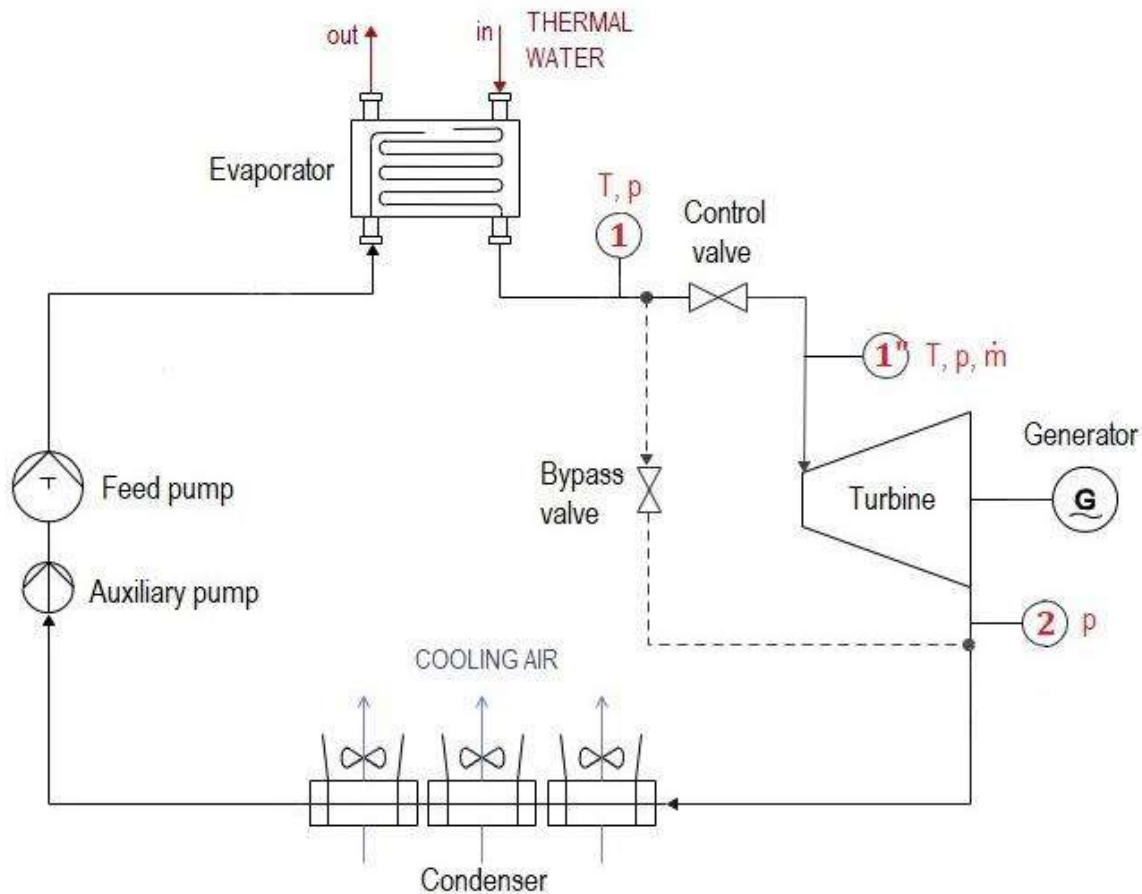 out
in
THERMAL
WATER
Evaporator
T, p
1
Control
valve
1" T, p, ṁ
Generator
G
Feed pump
Bypass
valve
Turbine
Auxiliary pump
2 p
COOLING AIR
Condenser